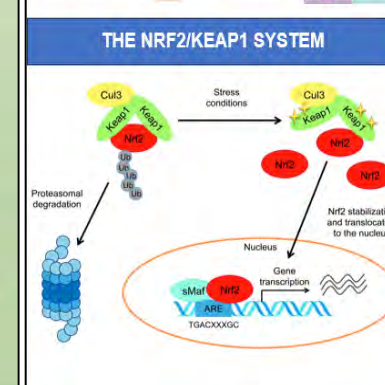 THE NRF2/KEAP1 SYSTEM
Cul3
Keap1
Keap1
Nrf2
Ub
Ub
Ub
Ub
Ub
Stress
conditions
Cul3
Keap1
Keap1
Nrf2
Nrf2
Nrf2
Proteasomal
degradation
Nrf2 stabilizati
and translocat
to the nucleu
Nucleus
Gene
transcription
sMaf
Nrf2
ARE
TGACXXXGC